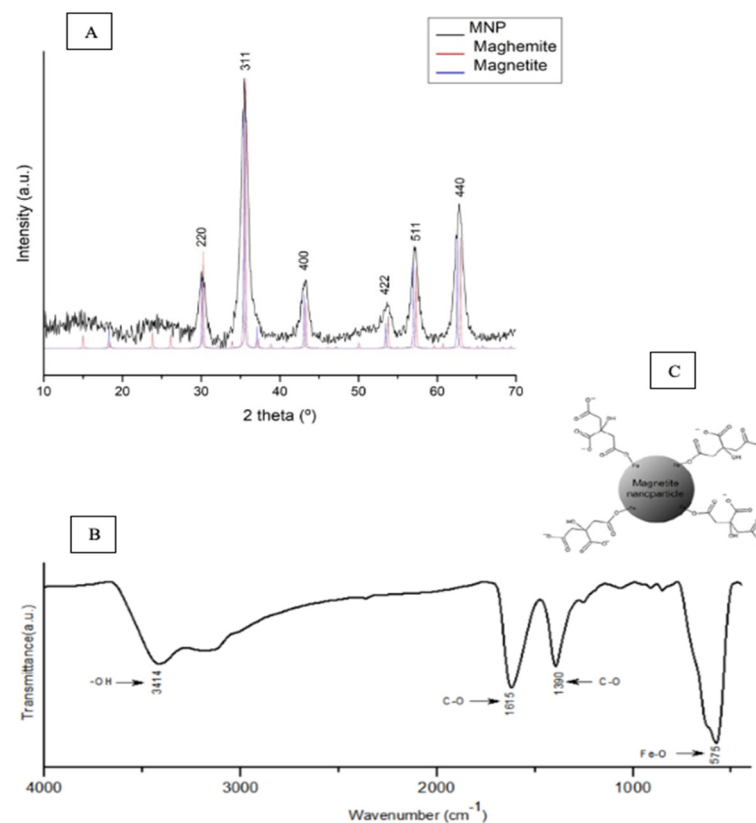 A
MNP
Maghemite
Magnetite
311
440
220
511
400
422
Intensity (a.u.)
10 20 30 40 50 60 70
2 theta (º)
C
Magnetite
nanoparticle
B
Transmittance(a.u.)
-OH
3414
C-O
1615
1390
C-O
Fe-O
575
4000 3000 2000 1000
Wavenumber (cm⁻¹)